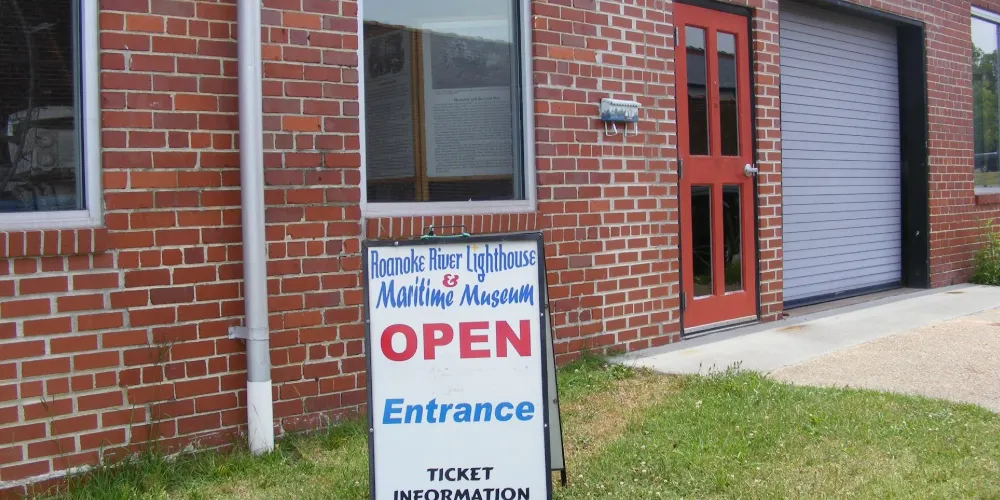 Roanoke River Lighthouse
&
Maritime Museum
OPEN
Entrance
TICKET
INFORMATION